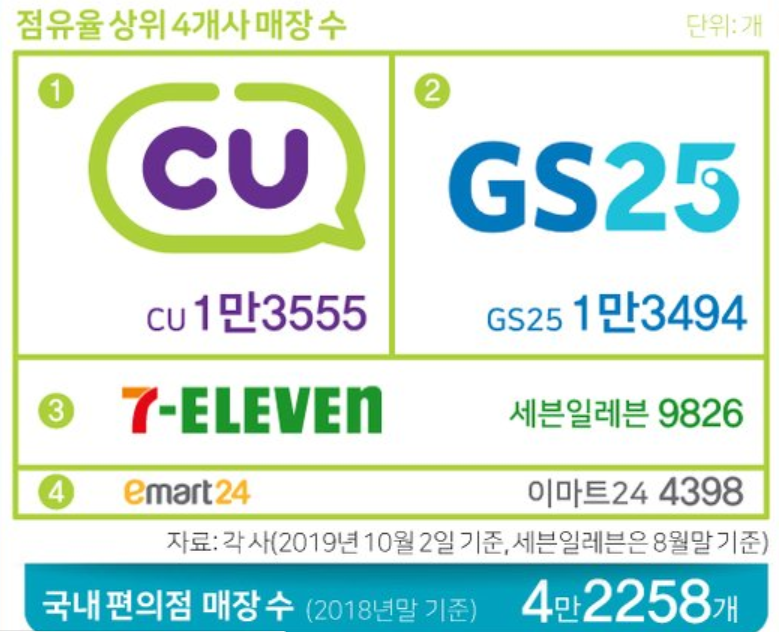 점유율 상위 4개사 매장 수 단위: 개
1 2
CU GS25
CU 1만3555 GS25 1만3494
3 7-ELEVEn 세븐일레븐 9826
4 emart24 이마트24 4398
자료: 각 사(2019년 10월 2일 기준, 세븐일레븐은 8월말 기준)
국내 편의점 매장 수 (2018년말 기준) 4만2258개